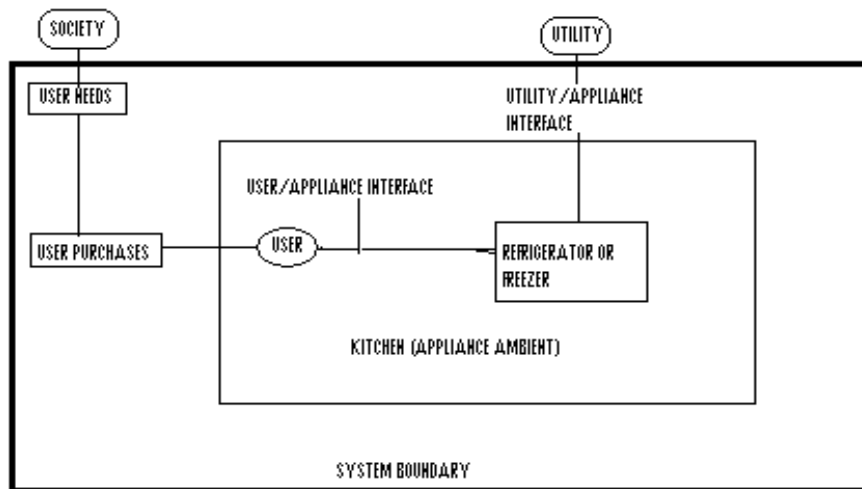 SOCIETY
UTILITY
USER NEEDS
UTILITY/APPLIANCE
INTERFACE
USER/APPLIANCE INTERFACE
USER PURCHASES
USER
REFRIGERATOR OR
FREEZER
KITCHEN (APPLIANCE AMBIENT)
SYSTEM BOUNDARY